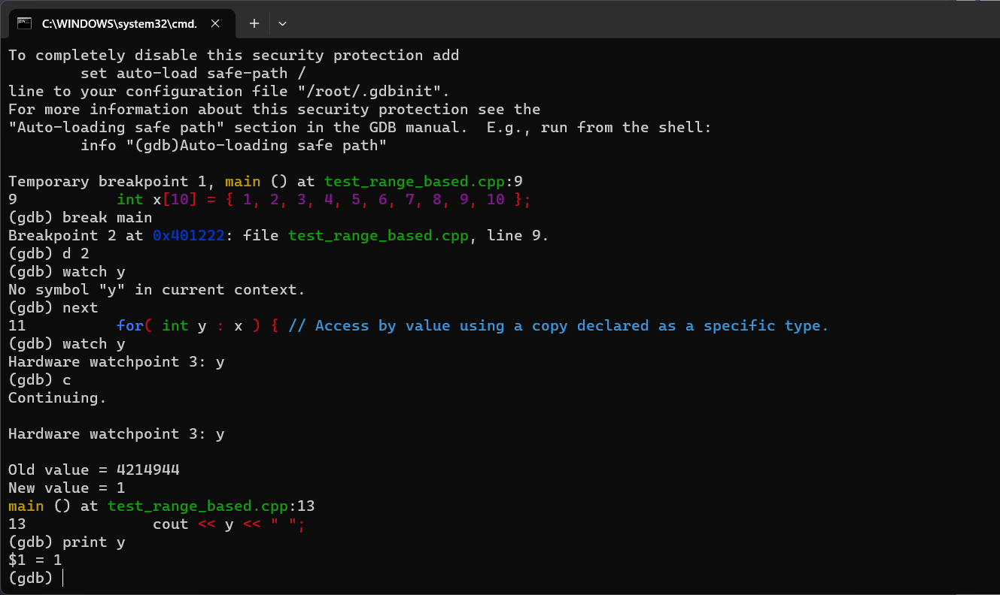 C:\WINDOWS\system32\cmd.
To completely disable this security protection add
        set auto-load safe-path /
line to your configuration file "/root/.gdbinit".
For more information about this security protection see the
"Auto-loading safe path" section in the GDB manual.  E.g., run from the shell:
        info "(gdb)Auto-loading safe path"

Temporary breakpoint 1, main () at test_range_based.cpp:9
9           int x[10] = { 1, 2, 3, 4, 5, 6, 7, 8, 9, 10 };
(gdb) break main
Breakpoint 2 at 0x401222: file test_range_based.cpp, line 9.
(gdb) d 2
(gdb) watch y
No symbol "y" in current context.
(gdb) next
11          for( int y : x ) { // Access by value using a copy declared as a specific type.
(gdb) watch y
Hardware watchpoint 3: y
(gdb) c
Continuing.

Hardware watchpoint 3: y

Old value = 4214944
New value = 1
main () at test_range_based.cpp:13
13              cout << y << " ";
(gdb) print y
$1 = 1
(gdb)